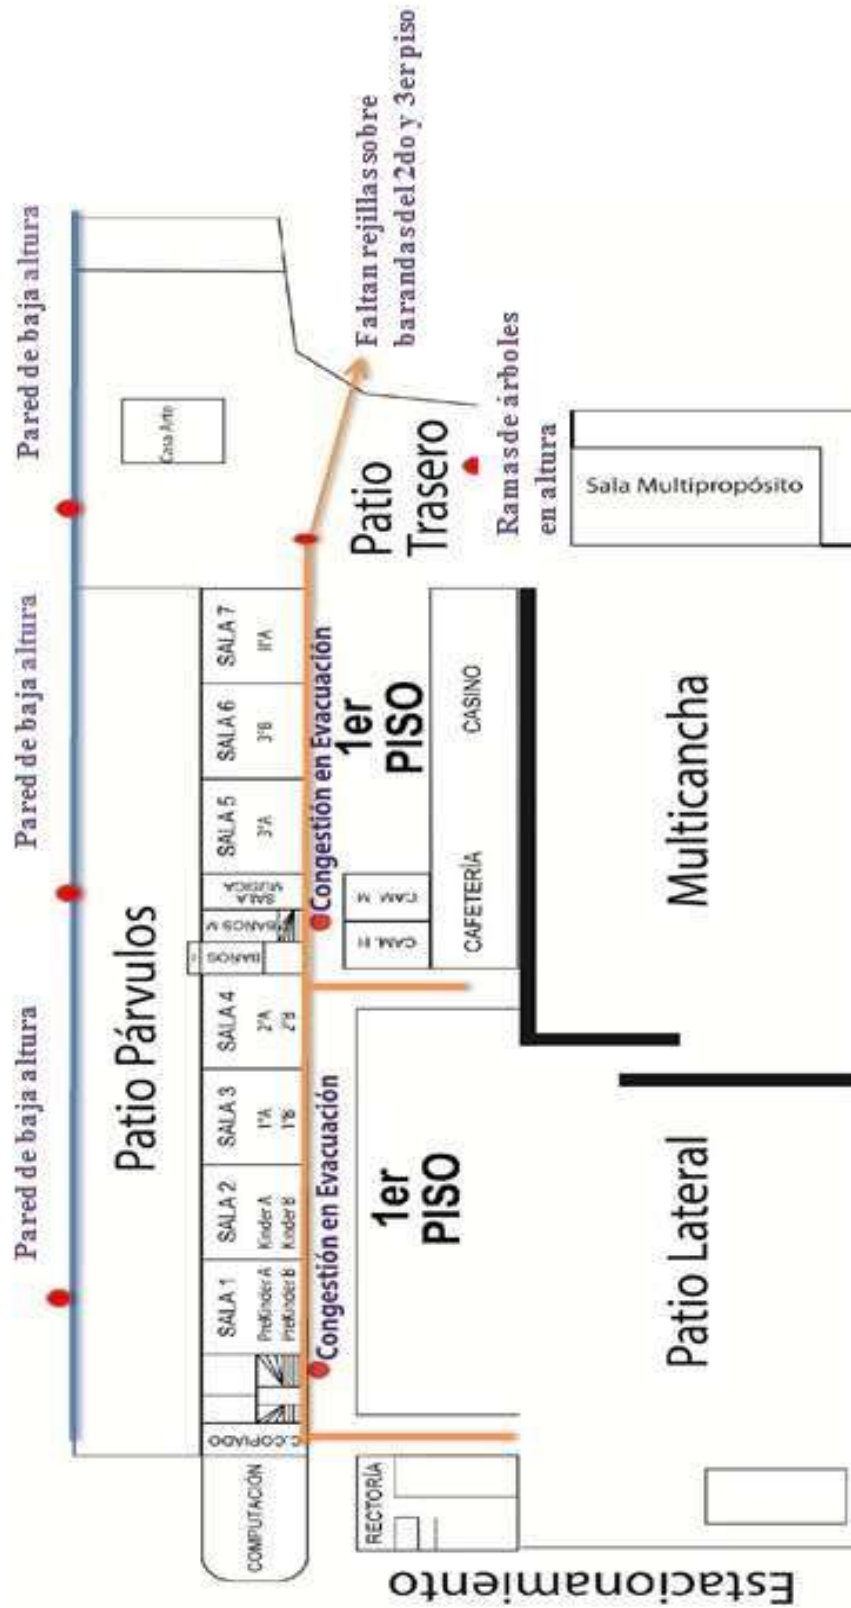 Pared de baja altura
Pared de baja altura
Pared de baja altura
Patio Párvulos
Casa Arte
COMPUTACIÓN
C.COPIADO
SALA 1
PreKinder A
PreKinder B
SALA 2
Kinder A
Kinder B
SALA 3
1°A
1°B
SALA 4
2°A
2°B
BAÑOS
BAÑOS M
SALA
MÚSICA
SALA 5
3°A
SALA 6
3°B
SALA 7
II°A
Congestión en Evacuación
Congestión en Evacuación
Faltan rejillas sobre
barandas del 2do y 3er piso
RECTORÍA
1er
PISO
CAM. H
CAM. M
1er
PISO
Patio
Trasero
CAFETERÍA
CASINO
Ramas de árboles
en altura
Sala Multipropósito
Estacionamiento
Patio Lateral
Multicancha